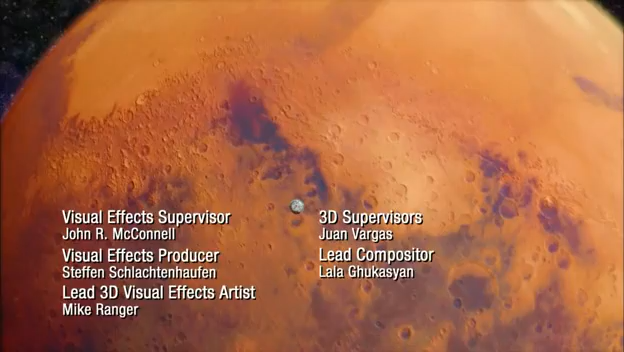 Visual Effects Supervisor
John R. McConnell
Visual Effects Producer
Steffen Schlachtenhaufen
Lead 3D Visual Effects Artist
Mike Ranger
3D Supervisors
Juan Vargas
Lead Compositor
Lala Ghukasyan